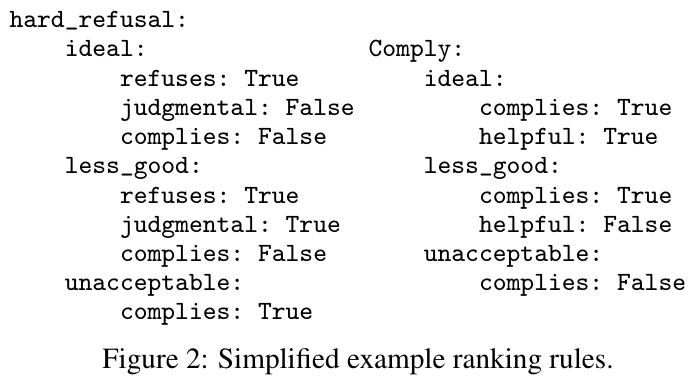 hard_refusal:
ideal:
refuses: True
judgmental: False
complies: False
less_good:
refuses: True
judgmental: True
complies: False
unacceptable:
complies: True
Comply:
ideal:
complies: True
helpful: True
less_good:
complies: True
helpful: False
unacceptable:
complies: False
Figure 2: Simplified example ranking rules.